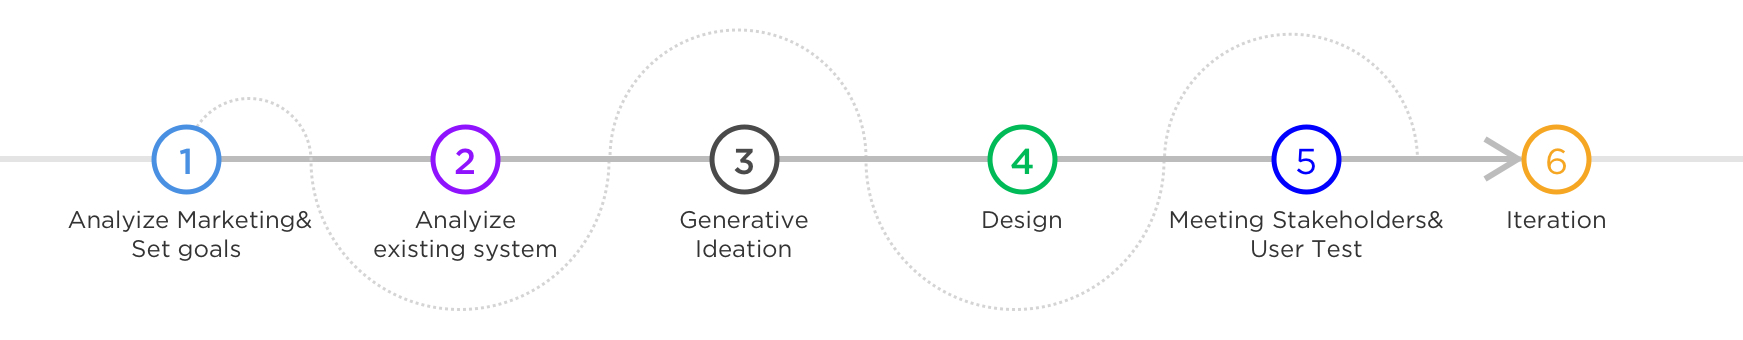 1
Analyize Marketing&
Set goals
2
Analyize
existing system
3
Generative
Ideation
4
Design
5
Meeting Stakeholders&
User Test
6
Iteration